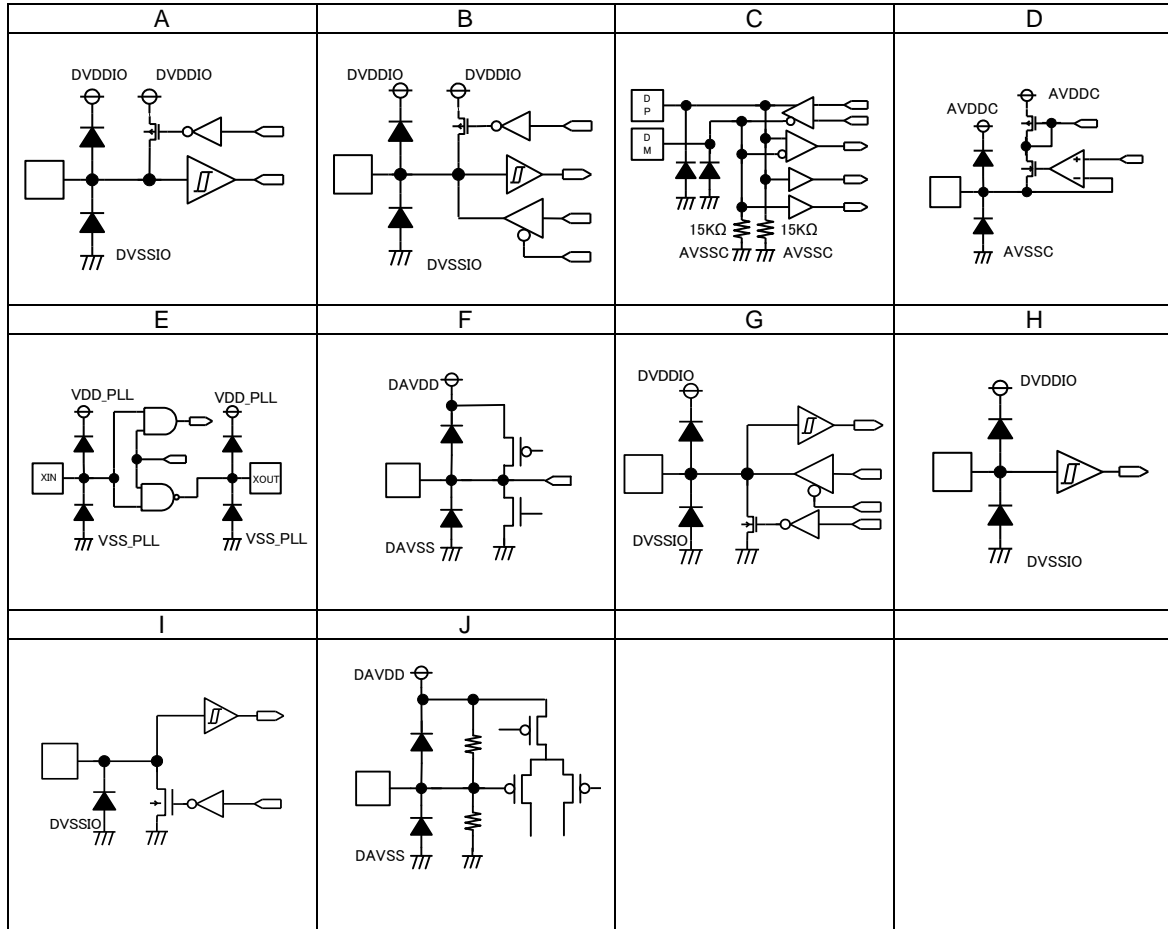 A B C D
DVDDIO DVDDIO
DVSSIO
DVDDIO DVDDIO
DVSSIO
D
P
D
M
15KΩ 15KΩ
AVSSC AVSSC
AVDDC
AVDDC
+
-
AVSSC
E F G H
VDD_PLL VDD_PLL
XIN XOUT
VSS_PLL VSS_PLL
DAVDD
DAVSS
DVDDIO
DVSSIO
DVDDIO
DVSSIO
I J
DVSSIO
DAVDD
DAVSS